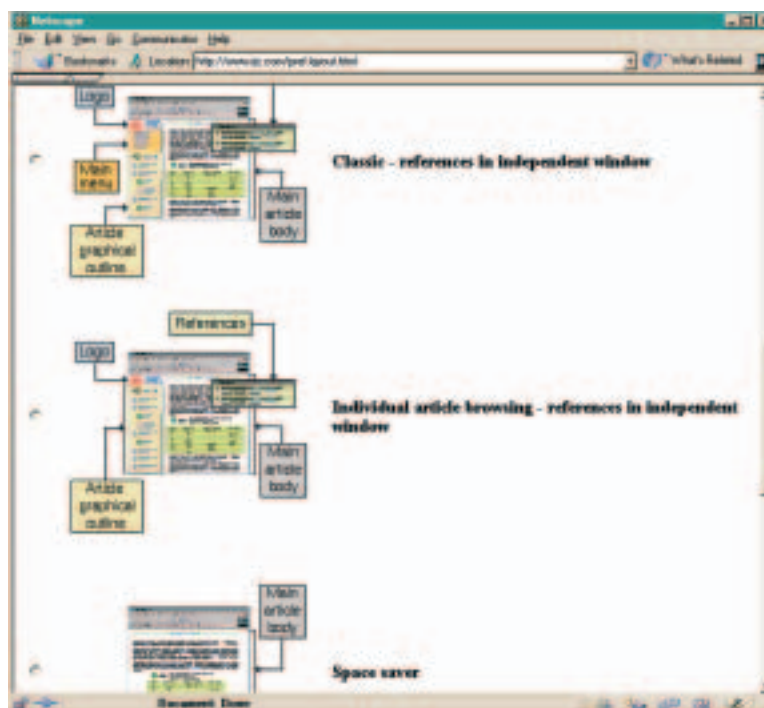 Netscape
File Edit View Go Communicator Help
Bookmarks Location: http://www.
What's Related
Logo
Classic - references in independent window
Main
menu
Main
article
body
Article
graphical
outline
References
Logo
Individual article browsing - references in independent
window
Main
article
body
Article
graphical
outline
Main
article
body
Space saver
Document: Done